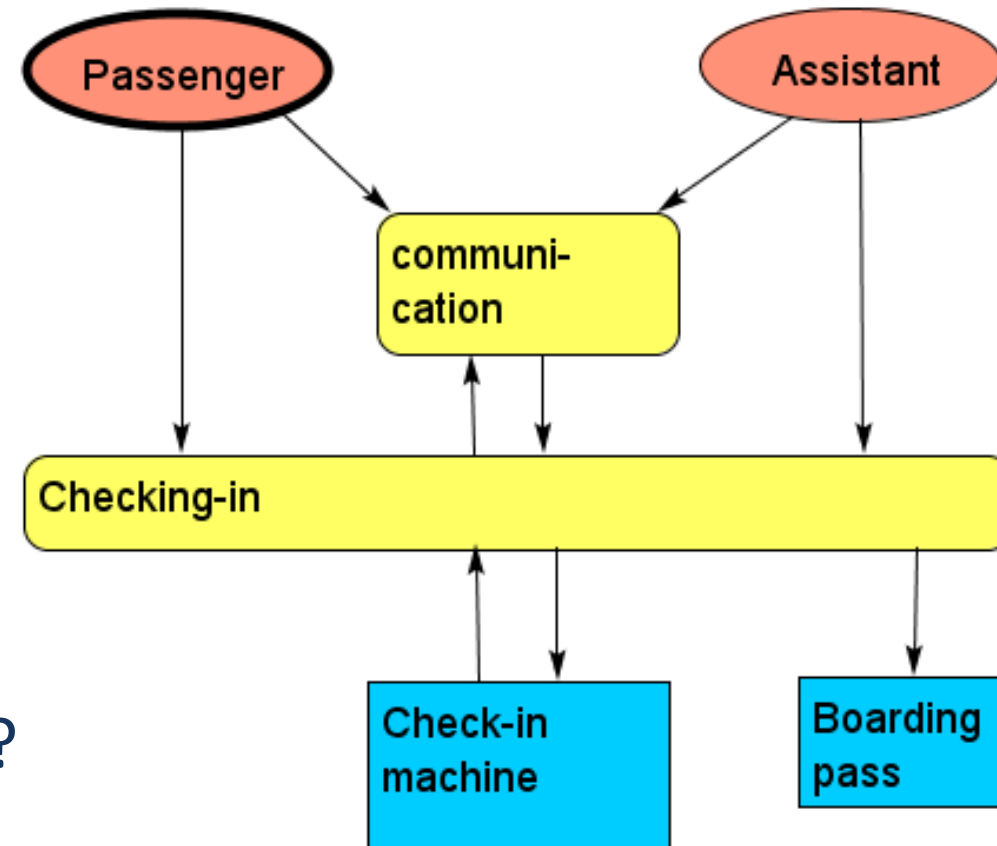 Passenger
Assistant
communi-
cation
Checking-in
Check-in
machine
Boarding
pass
?